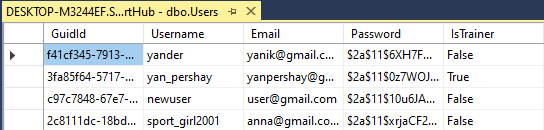 DESKTOP-M3244EF.S...rtHub - dbo.Users
GuidId Username Email Password IsTrainer
f41cf345-7913-... yander yanik@gmail.c... $2a$11$6XH7F... False
3fa85f64-5717-... yan_pershay yanpershay@g... $2a$11$0z7WOJ... True
c97c7848-67e7-... newuser user@gmail.com $2a$11$10u6JA... False
2c8111dc-18bd... sport_girl2001 anna@gmail.co... $2a$11$xrjaCF2... False